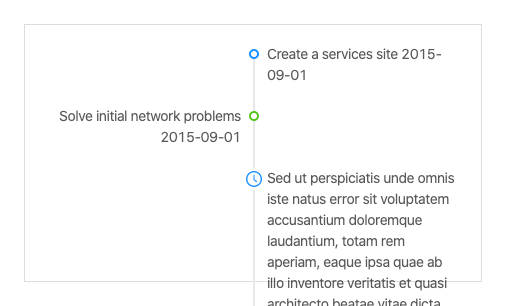 Create a services site 2015-
09-01
Solve initial network problems
2015-09-01
Sed ut perspiciatis unde omnis
iste natus error sit voluptatem
accusantium doloremque
laudantium, totam rem
aperiam, eaque ipsa quae ab
illo inventore veritatis et quasi
architecto beatae vitae dicta